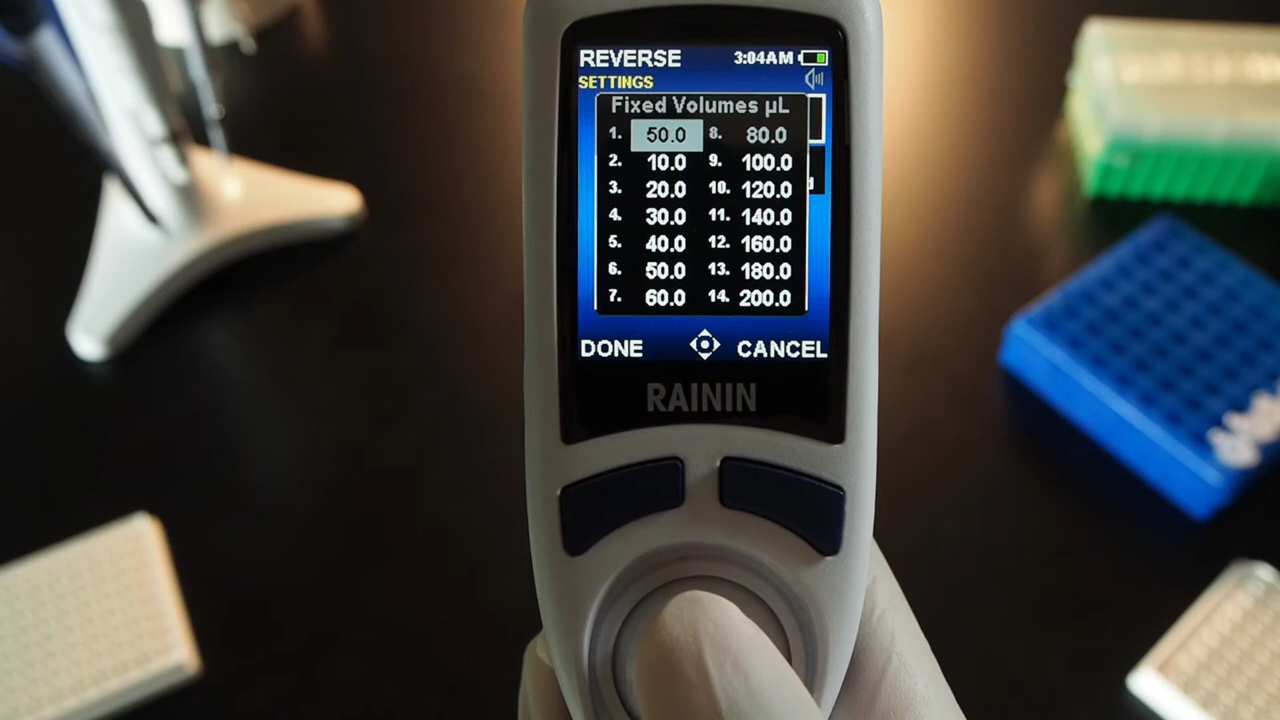 REVERSE 3:04AM
SETTINGS
Fixed Volumes µL
1. 50.0 8. 80.0
2. 10.0 9. 100.0
3. 20.0 10. 120.0
4. 30.0 11. 140.0
5. 40.0 12. 160.0
6. 50.0 13. 180.0
7. 60.0 14. 200.0
DONE CANCEL
RAININ